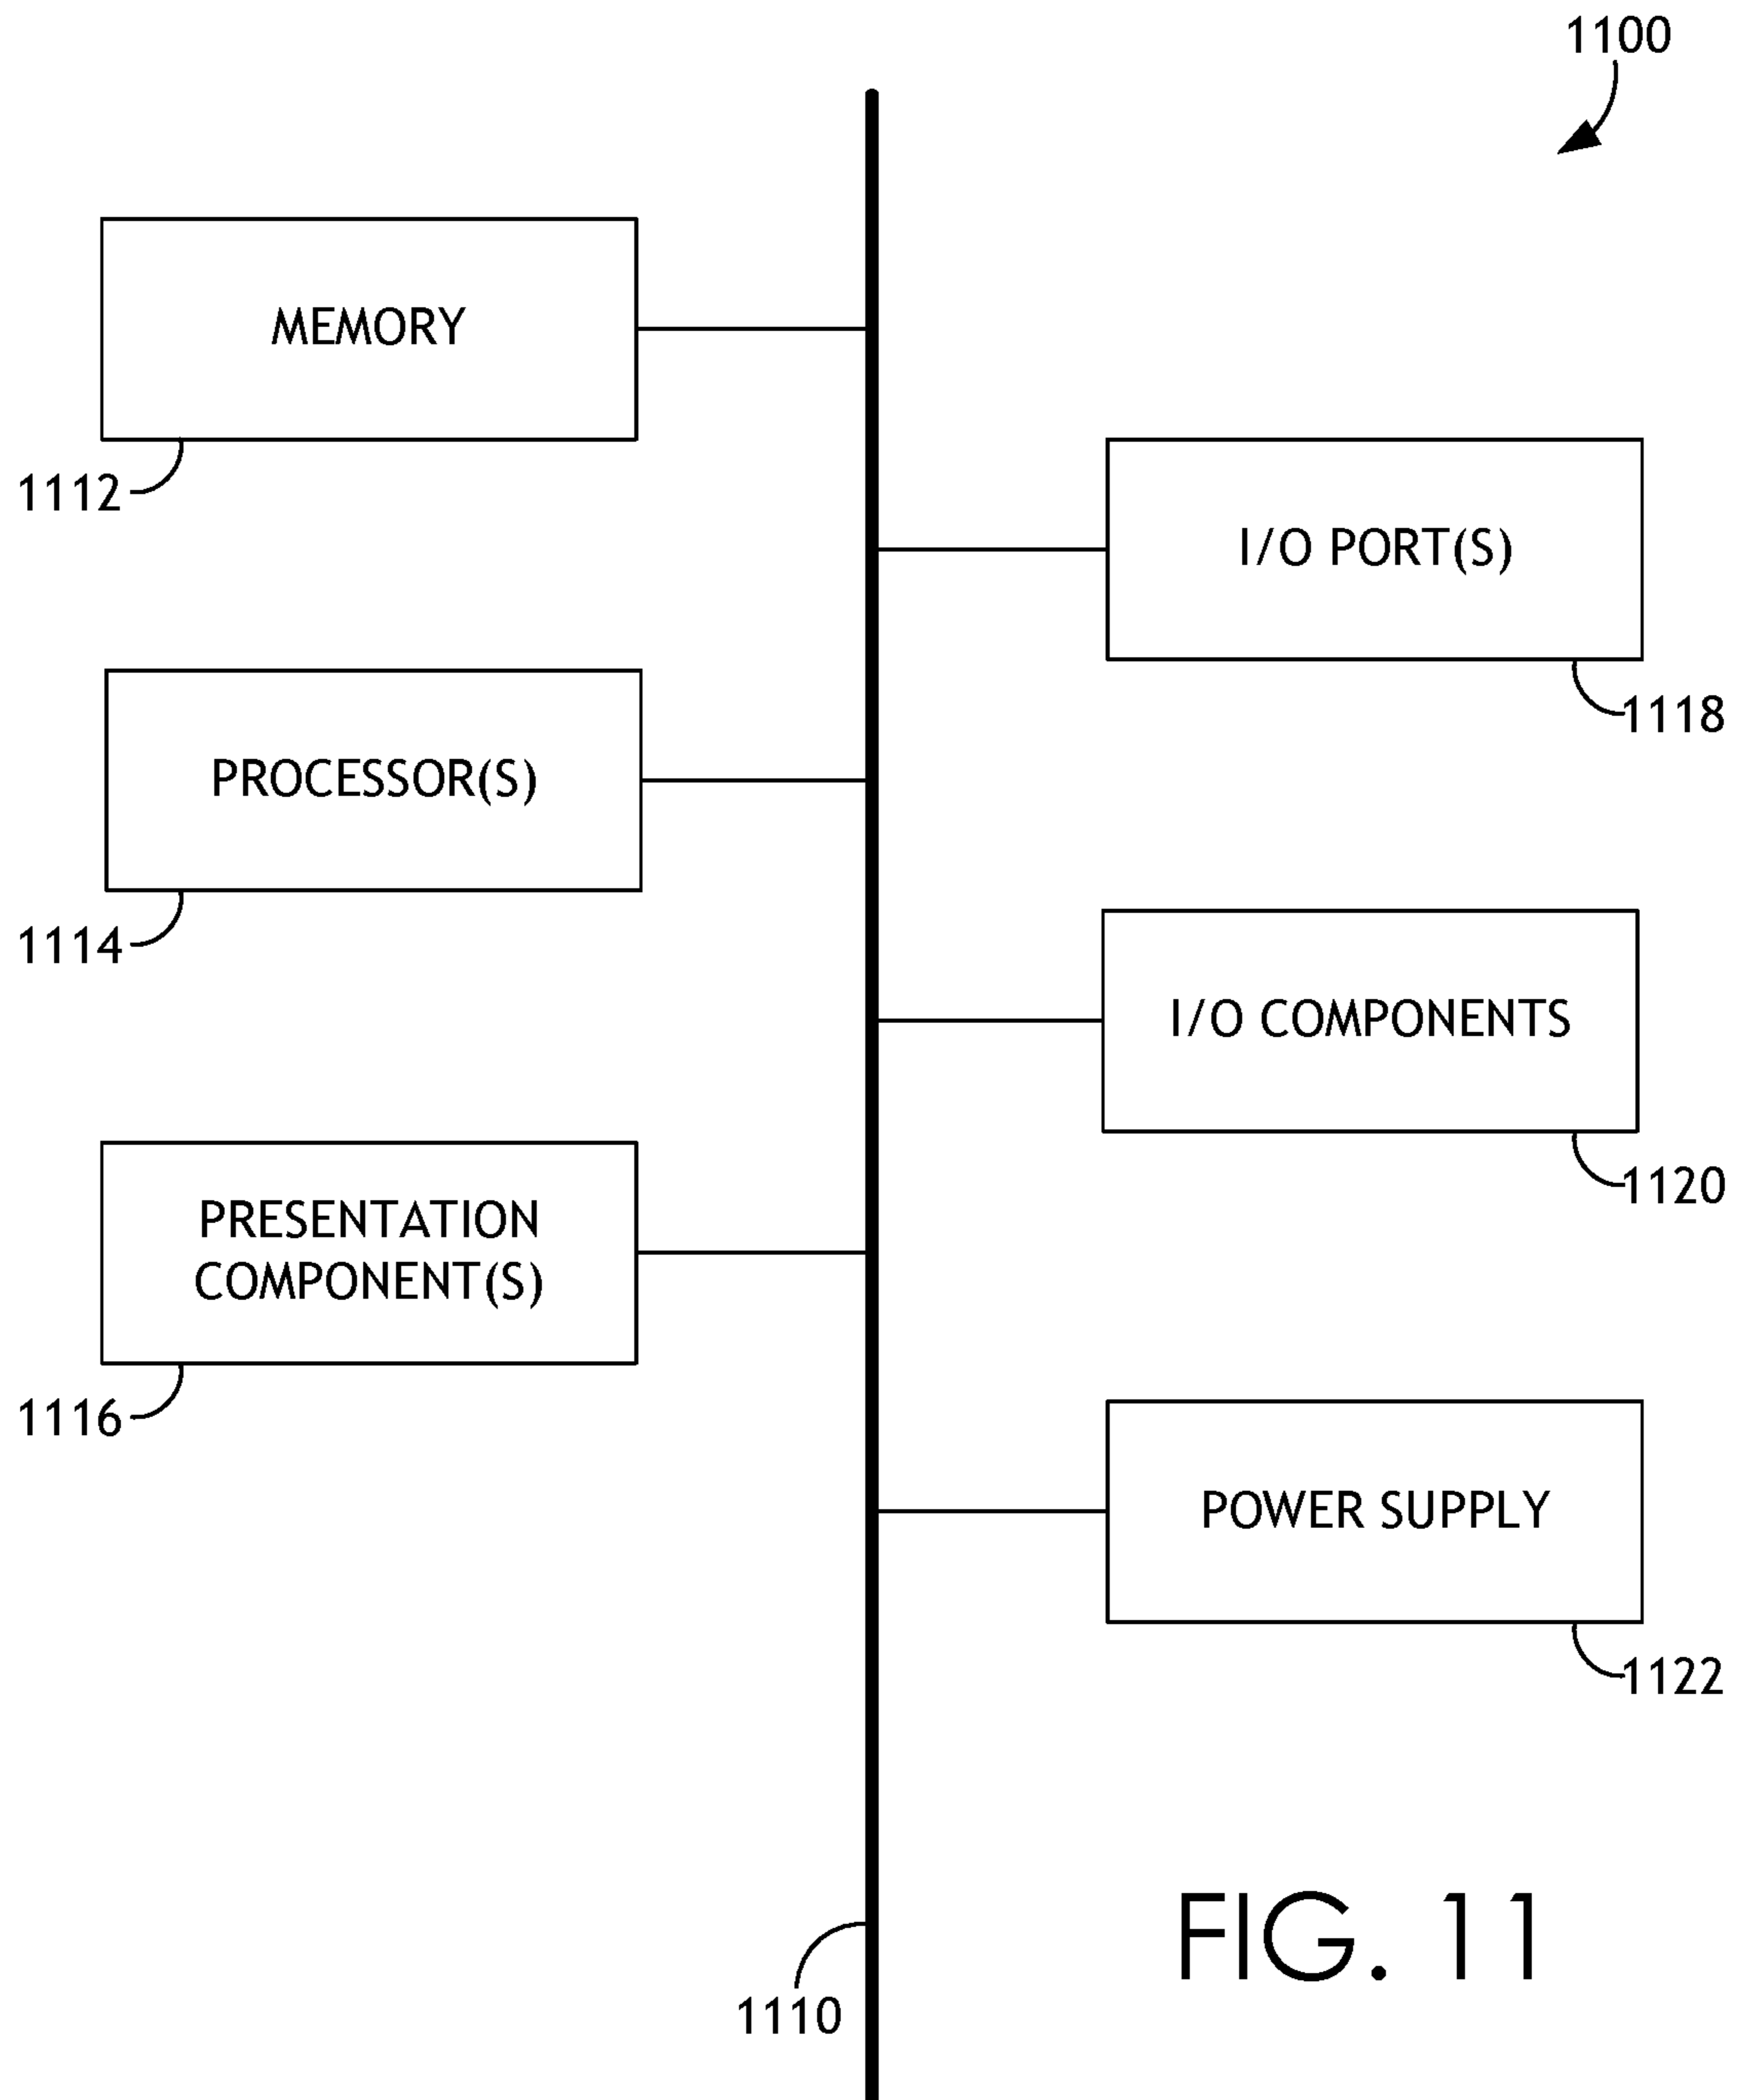 1100
MEMORY
1112
I/O PORT(S)
1118
PROCESSOR(S)
1114
I/O COMPONENTS
1120
PRESENTATION
COMPONENT(S)
1116
POWER SUPPLY
1122
1110
FIG. 11